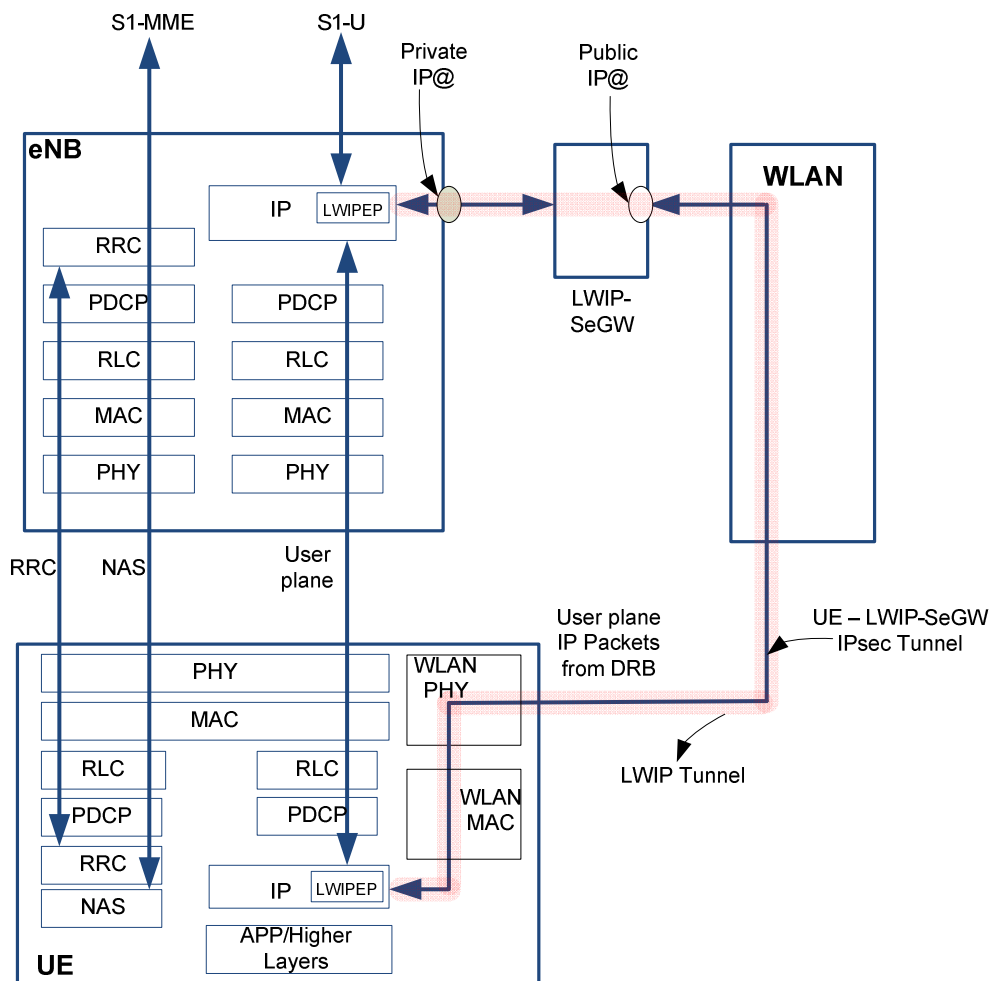 S1-MME
S1-U
Private
IP@
Public
IP@
eNB
WLAN
IP
LWIPEP
RRC
PDCP
PDCP
RLC
RLC
MAC
MAC
PHY
PHY
LWIP-
SeGW
RRC
NAS
User
plane
User plane
IP Packets
from DRB
UE – LWIP-SeGW
IPsec Tunnel
LWIP Tunnel
PHY
WLAN
PHY
MAC
RLC
RLC
WLAN
MAC
PDCP
PDCP
RRC
IP
LWIPEP
NAS
APP/Higher
Layers
UE